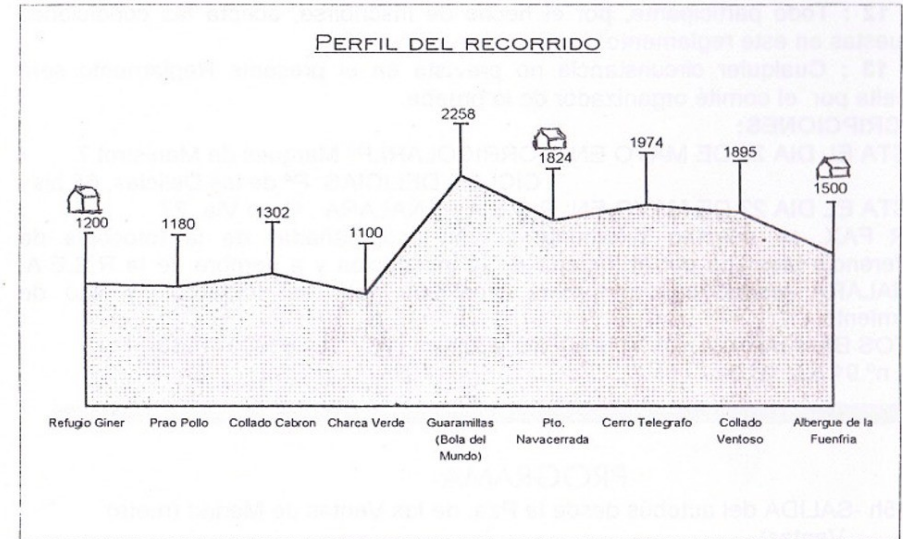 PERFIL DEL RECORRIDO
2258
1824
1974
1895
1500
1200
1180
1302
1100
Refugio Giner
Prao Pollo
Collado Cabron
Charca Verde
Guaramillas
(Bola del
Mundo)
Pto.
Navacerrada
Cerro Telegrafo
Collado
Ventoso
Albergue de la
Fuenfria